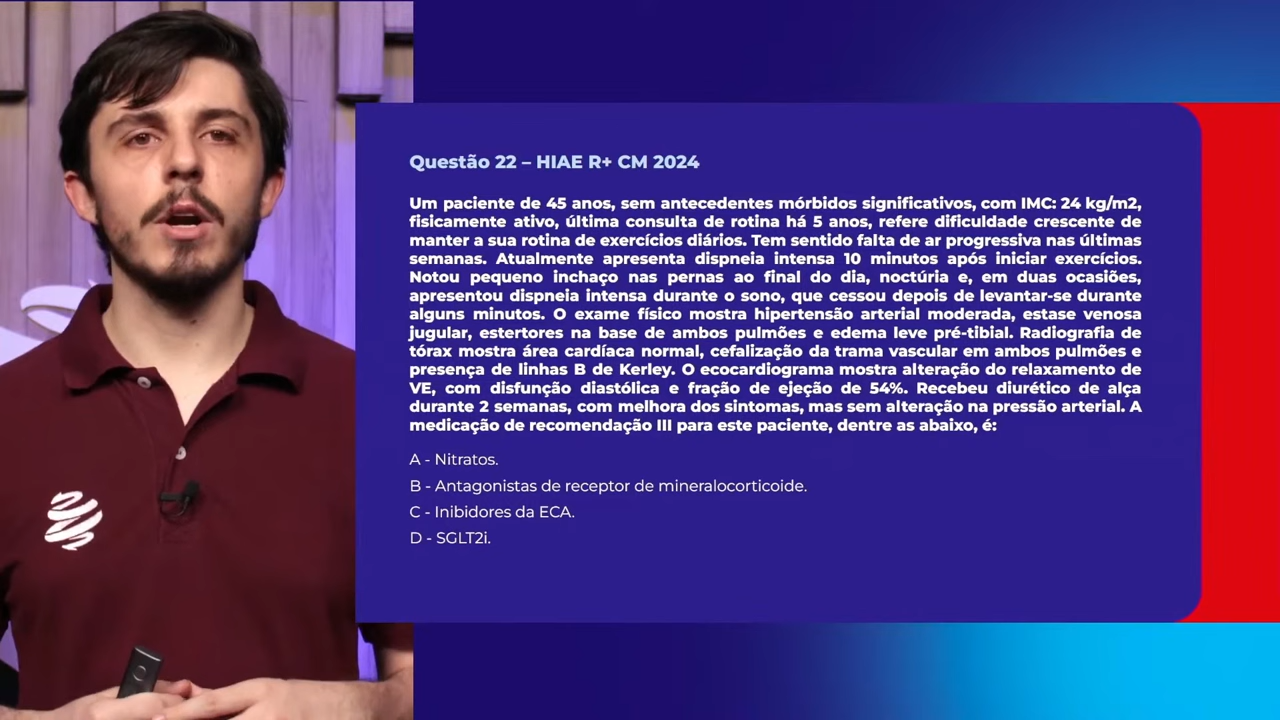 Questão 22 – HIAE R+ CM 2024
Um paciente de 45 anos, sem antecedentes mórbidos significativos, com IMC: 24 kg/m2,
fisicamente ativo, última consulta de rotina há 5 anos, refere dificuldade crescente de
manter a sua rotina de exercícios diários. Tem sentido falta de ar progressiva nas últimas
semanas. Atualmente apresenta dispneia intensa 10 minutos após iniciar exercícios.
Notou pequeno inchaço nas pernas ao final do dia, noctúria e, em duas ocasiões,
apresentou dispneia intensa durante o sono, que cessou depois de levantar-se durante
alguns minutos. O exame físico mostra hipertensão arterial moderada, estase venosa
jugular, estertores na base de ambos pulmões e edema leve pré-tibial. Radiografia de
tórax mostra área cardíaca normal, cefalização da trama vascular em ambos pulmões e
presença de linhas B de Kerley. O ecocardiograma mostra alteração do relaxamento de
VE, com disfunção diastólica e fração de ejeção de 54%. Recebeu diurético de alça
durante 2 semanas, com melhora dos sintomas, mas sem alteração na pressão arterial. A
medicação de recomendação III para este paciente, dentre as abaixo, é:
A - Nitratos.
B - Antagonistas de receptor de mineralocorticoide.
C - Inibidores da ECA.
D - SGLT2i.